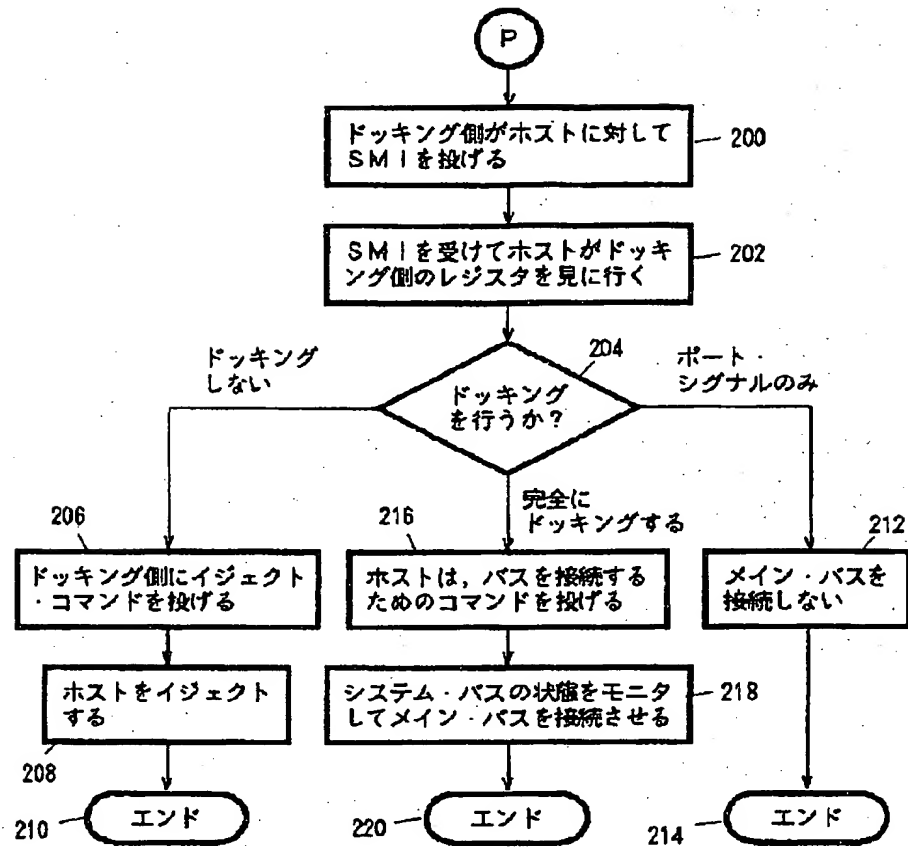 P
ドッキング側がホストに対して
SMIを投げる
200
SMIを受けてホストがドッキ
ング側のレジスタを見に行く
202
ドッキング
しない
204
ポート・
シグナルのみ
ドッキング
を行うか？
完全に
ドッキングする
206
ドッキング側にイジェクト
・コマンドを投げる
216
ホストは，バスを接続する
ためのコマンドを投げる
212
メイン・バスを
接続しない
ホストをイジェクト
する
208
システム・バスの状態をモニタ
してメイン・バスを接続させる
218
210
エンド
220
エンド
214
エンド